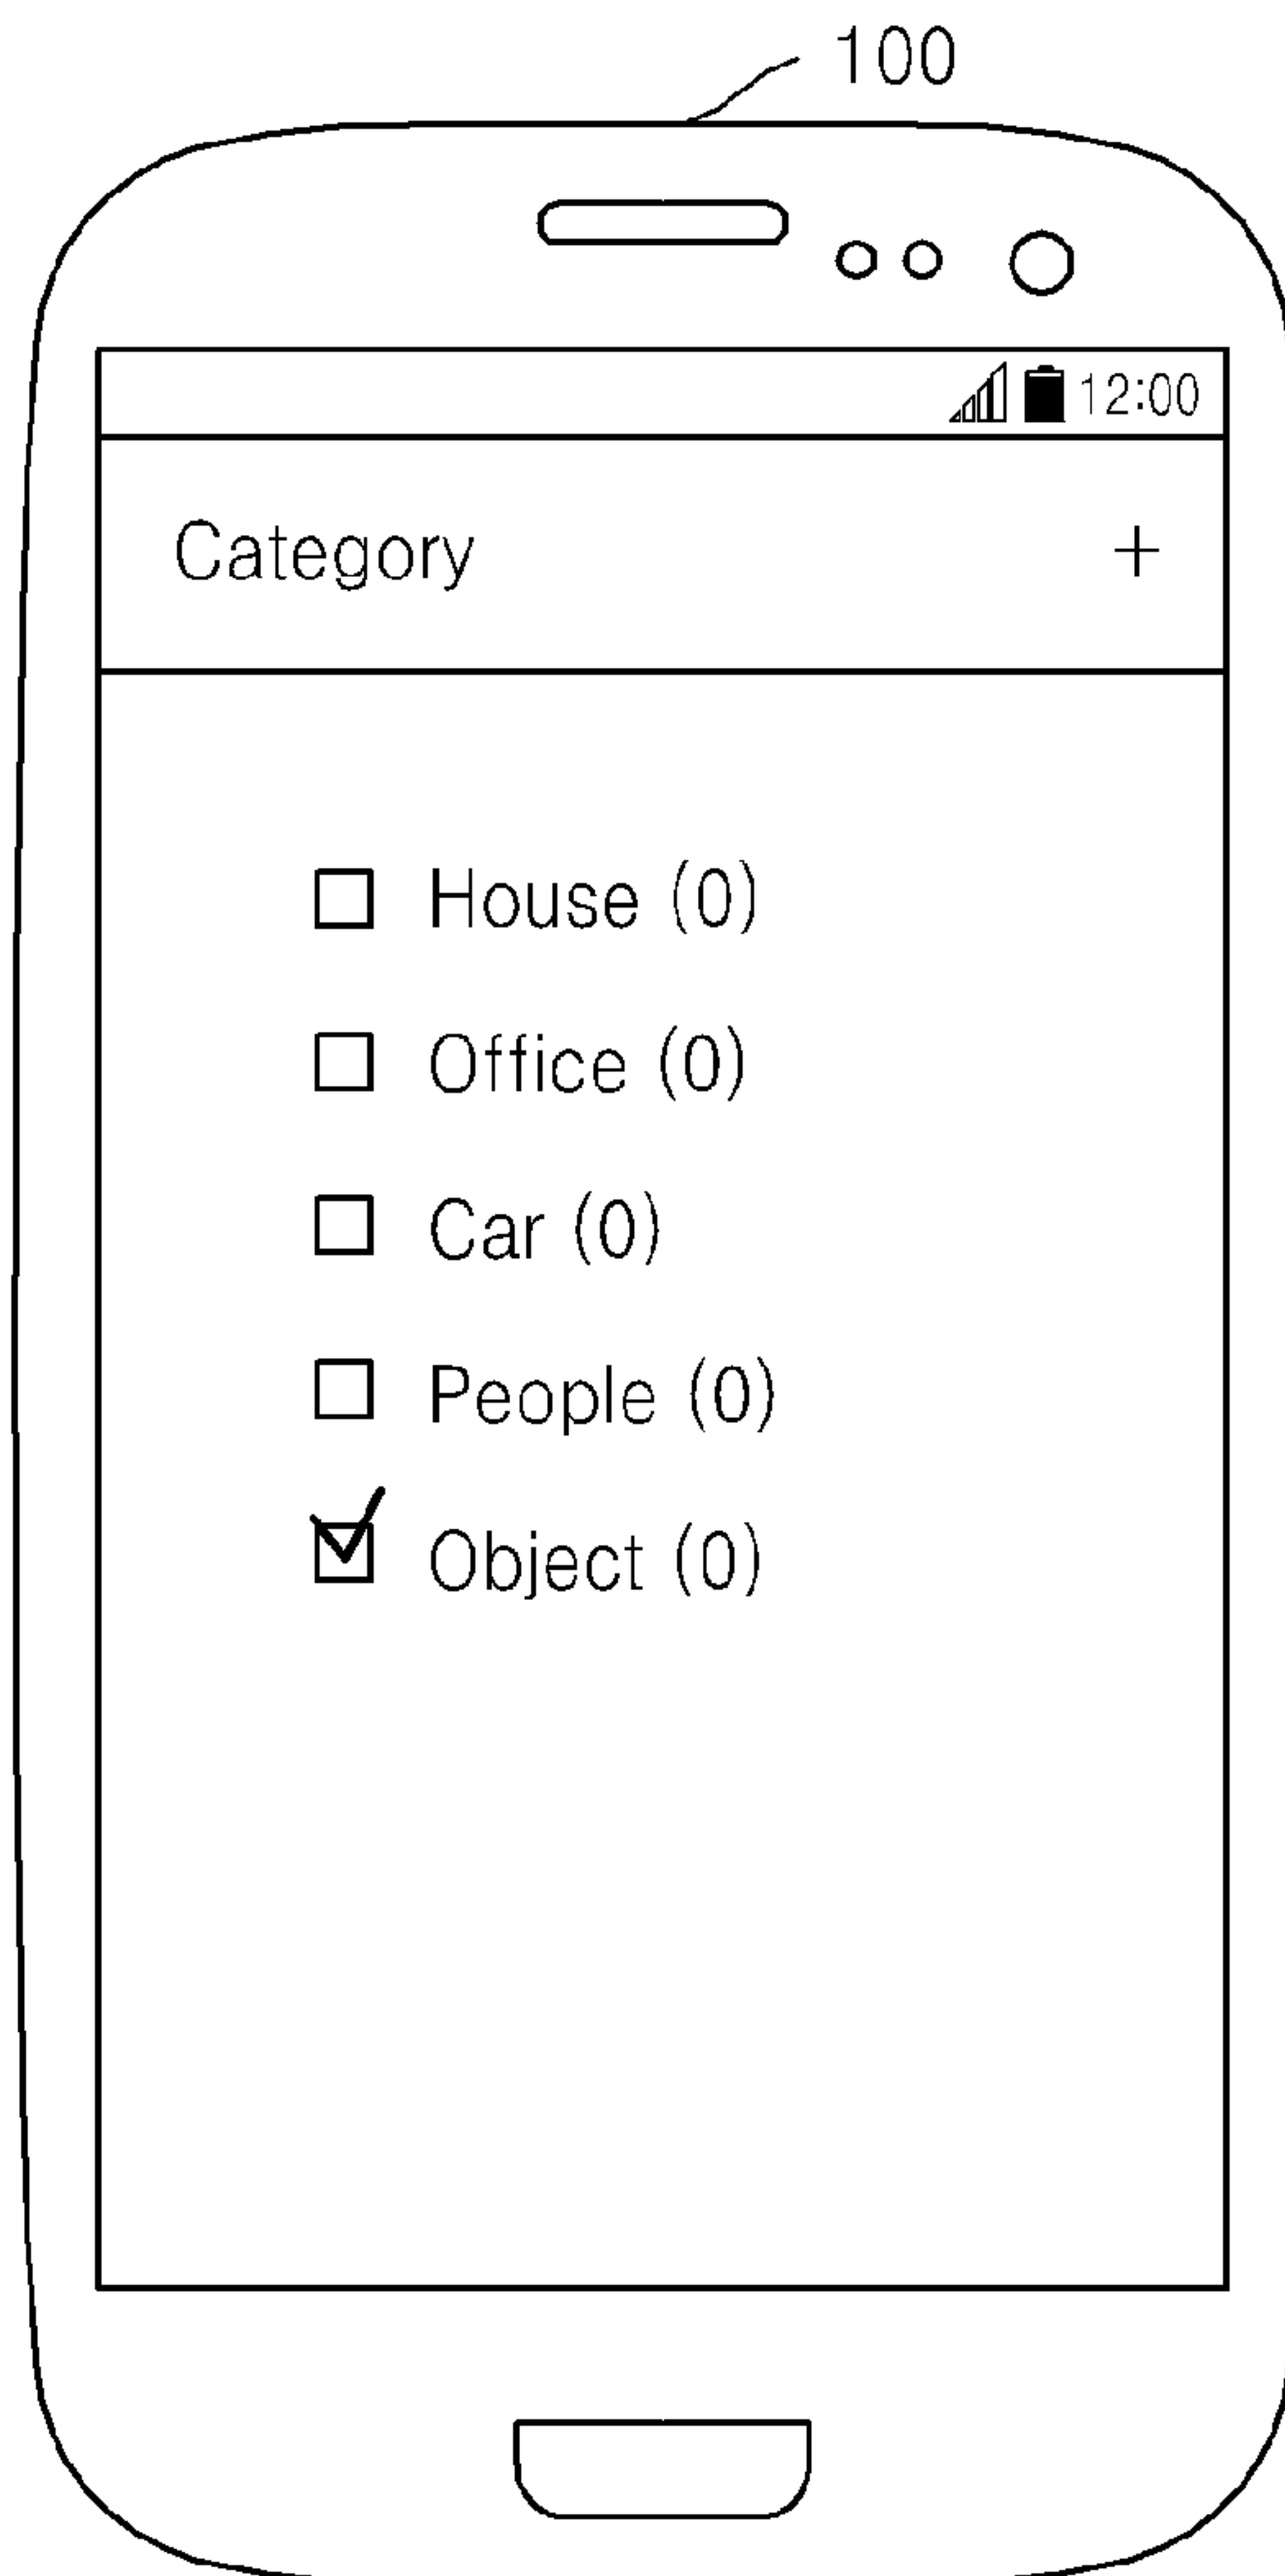 100
12:00
Category +
House (0)
Office (0)
Car (0)
People (0)
Object (0)